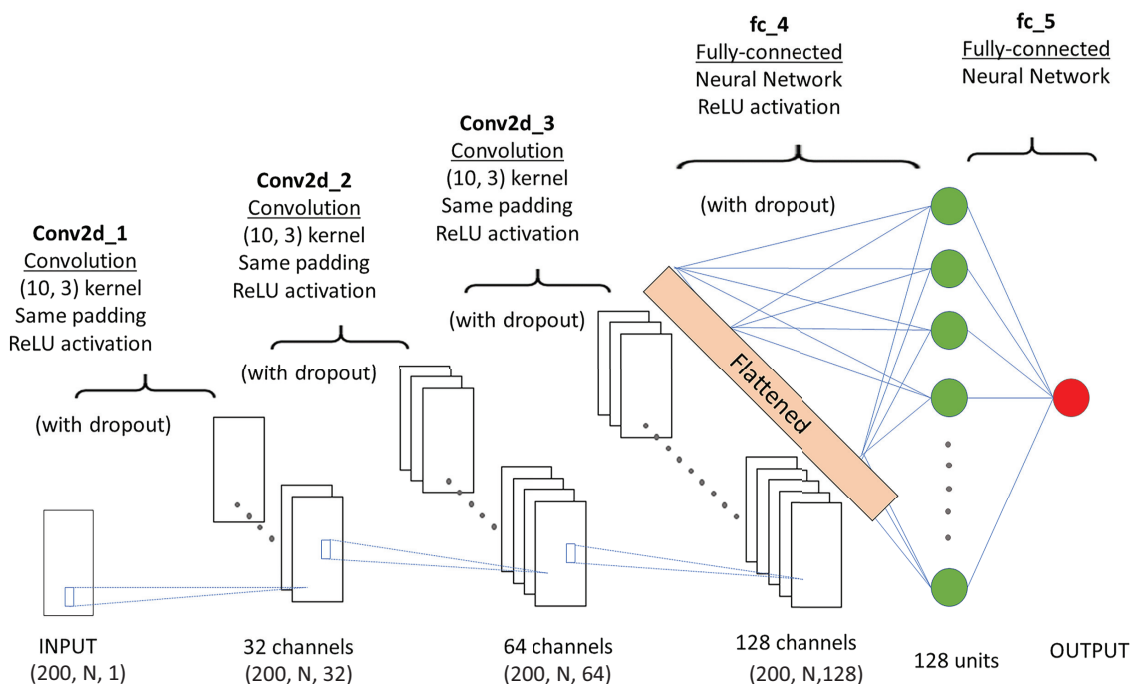 Conv2d_1
Convolution
(10, 3) kernel
Same padding
ReLU activation
(with dropout)
Conv2d_2
Convolution
(10, 3) kernel
Same padding
ReLU activation
(with dropout)
Conv2d_3
Convolution
(10, 3) kernel
Same padding
ReLU activation
(with dropout)
fc_4
Fully-connected
Neural Network
ReLU activation
(with dropout)
fc_5
Fully-connected
Neural Network
Flattened
INPUT
(200, N, 1)
32 channels
(200, N, 32)
64 channels
(200, N, 64)
128 channels
(200, N,128)
128 units
OUTPUT